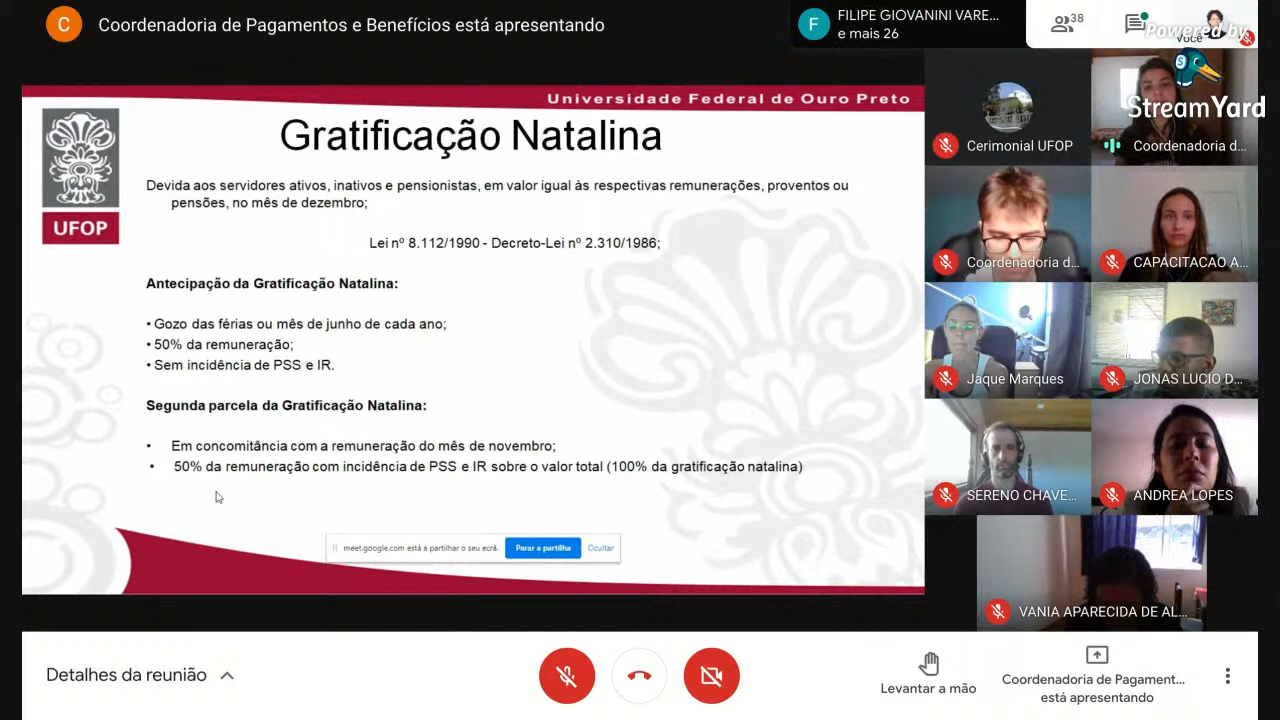 C Coordenadoria de Pagamentos e Benefícios está apresentando
F FILIPE GIOVANINI VARE...
e mais 26
38
Você
Powered by
StreamYard
Universidade Federal de Ouro Preto
Gratificação Natalina
UFOP
Devida aos servidores ativos, inativos e pensionistas, em valor igual às respectivas remunerações, proventos ou
pensões, no mês de dezembro;
Lei nº 8.112/1990 - Decreto-Lei nº 2.310/1986;
Antecipação da Gratificação Natalina:
• Gozo das férias ou mês de junho de cada ano;
• 50% da remuneração;
• Sem incidência de PSS e IR.
Segunda parcela da Gratificação Natalina:
• Em concomitância com a remuneração do mês de novembro;
• 50% da remuneração com incidência de PSS e IR sobre o valor total (100% da gratificação natalina)
meet.google.com está a partilhar o seu ecrã. Parar a partilha Ocultar
Cerimonial UFOP
Coordenadoria d...
Coordenadoria d...
CAPACITACAO A...
Jaque Marques
JONAS LUCIO D...
SERENO CHAVE...
ANDREA LOPES
VANIA APARECIDA DE AL...
Detalhes da reunião
Levantar a mão
Coordenadoria de Pagament...
está apresentando